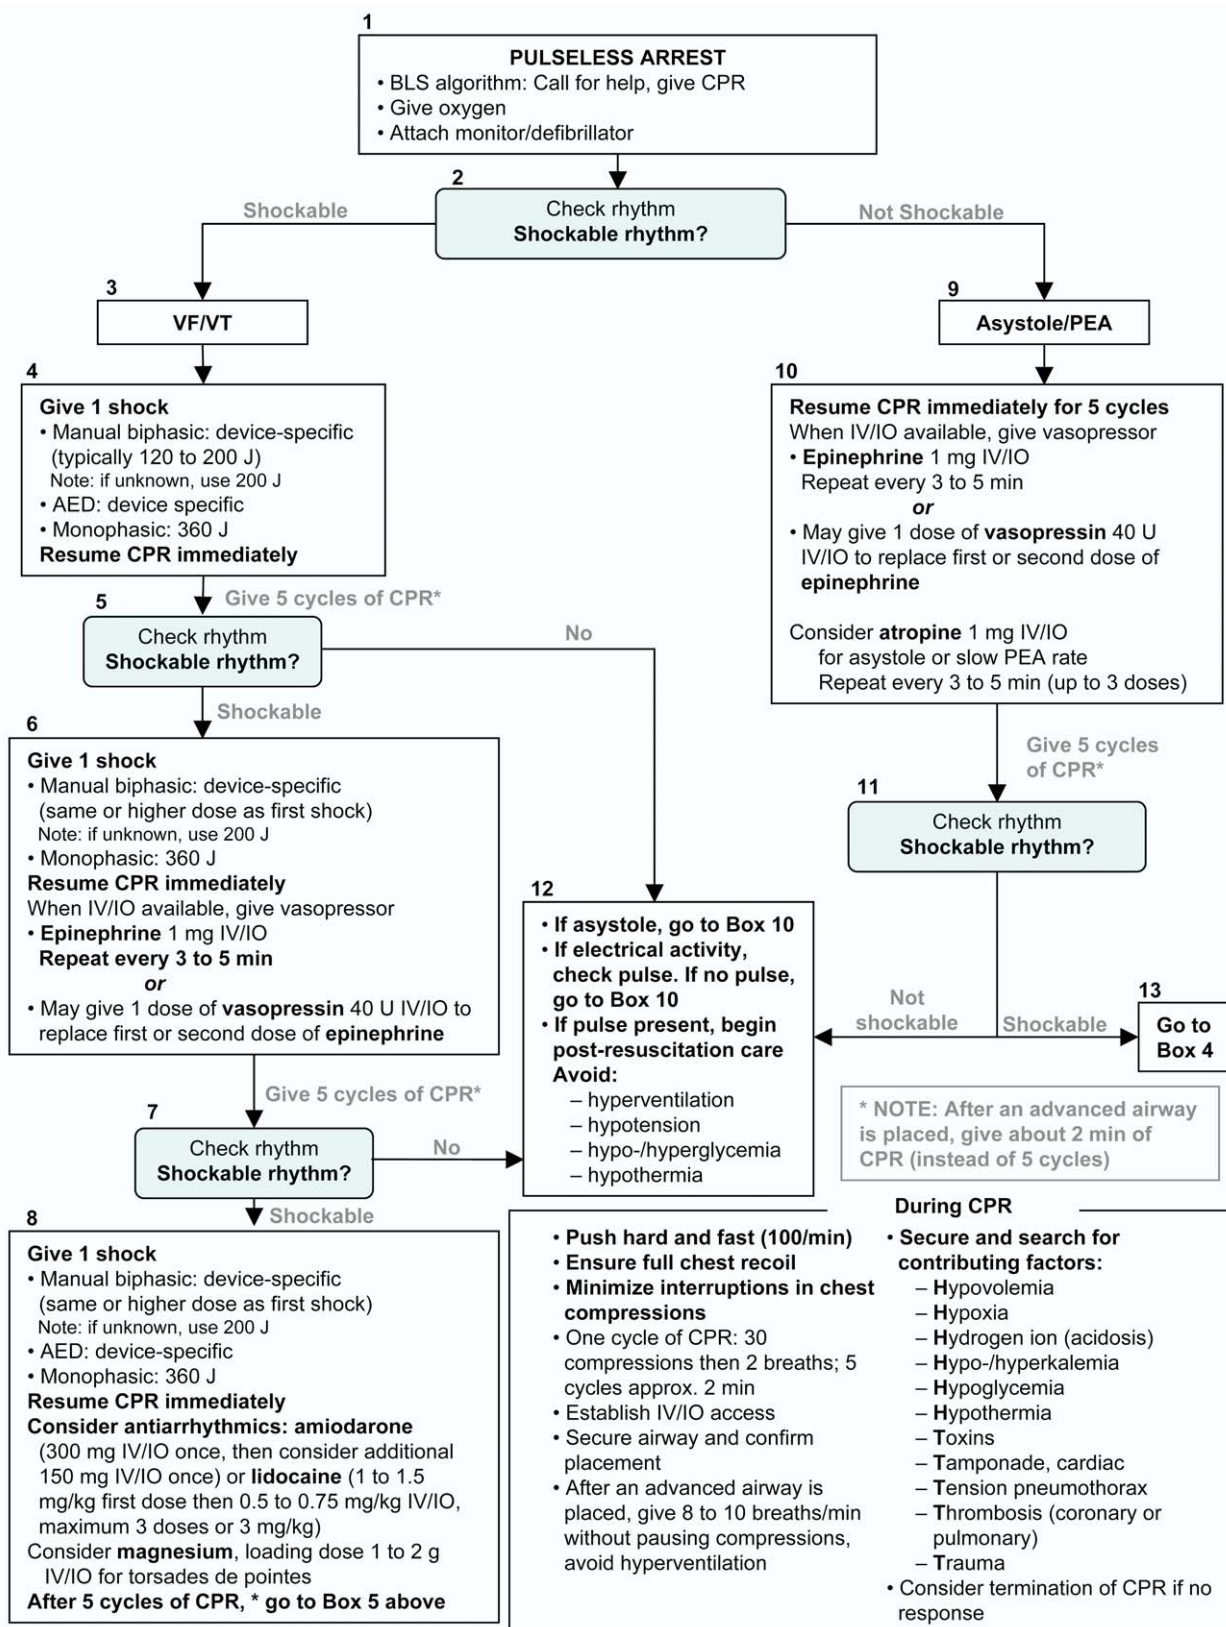 1
PULSELESS ARREST
• BLS algorithm: Call for help, give CPR
• Give oxygen
• Attach monitor/defibrillator
2
Check rhythm
Shockable rhythm?
Shockable
Not Shockable
3
VF/VT
4
Give 1 shock
• Manual biphasic: device-specific
(typically 120 to 200 J)
Note: if unknown, use 200 J
• AED: device specific
• Monophasic: 360 J
Resume CPR immediately
Give 5 cycles of CPR*
5
Check rhythm
Shockable rhythm?
No
Shockable
6
Give 1 shock
• Manual biphasic: device-specific
(same or higher dose as first shock)
Note: if unknown, use 200 J
• Monophasic: 360 J
Resume CPR immediately
When IV/IO available, give vasopressor
• Epinephrine 1 mg IV/IO
Repeat every 3 to 5 min
or
• May give 1 dose of vasopressin 40 U IV/IO to
replace first or second dose of epinephrine
Give 5 cycles of CPR*
7
Check rhythm
Shockable rhythm?
No
Shockable
8
Give 1 shock
• Manual biphasic: device-specific
(same or higher dose as first shock)
Note: if unknown, use 200 J
• AED: device-specific
• Monophasic: 360 J
Resume CPR immediately
Consider antiarrhythmics: amiodarone
(300 mg IV/IO once, then consider additional
150 mg IV/IO once) or lidocaine (1 to 1.5
mg/kg first dose then 0.5 to 0.75 mg/kg IV/IO,
maximum 3 doses or 3 mg/kg)
Consider magnesium, loading dose 1 to 2 g
IV/IO for torsades de pointes
After 5 cycles of CPR, * go to Box 5 above
9
Asystole/PEA
10
Resume CPR immediately for 5 cycles
When IV/IO available, give vasopressor
• Epinephrine 1 mg IV/IO
Repeat every 3 to 5 min
or
• May give 1 dose of vasopressin 40 U
IV/IO to replace first or second dose of
epinephrine
Consider atropine 1 mg IV/IO
for asystole or slow PEA rate
Repeat every 3 to 5 min (up to 3 doses)
Give 5 cycles
of CPR*
11
Check rhythm
Shockable rhythm?
Not
shockable
Shockable
12
• If asystole, go to Box 10
• If electrical activity,
check pulse. If no pulse,
go to Box 10
• If pulse present, begin
post-resuscitation care
Avoid:
– hyperventilation
– hypotension
– hypo-/hyperglycemia
– hypothermia
13
Go to
Box 4
* NOTE: After an advanced airway
is placed, give about 2 min of
CPR (instead of 5 cycles)
During CPR
• Push hard and fast (100/min)
• Ensure full chest recoil
• Minimize interruptions in chest
compressions
• One cycle of CPR: 30
compressions then 2 breaths; 5
cycles approx. 2 min
• Establish IV/IO access
• Secure airway and confirm
placement
• After an advanced airway is
placed, give 8 to 10 breaths/min
without pausing compressions,
avoid hyperventilation
• Secure and search for
contributing factors:
– Hypovolemia
– Hypoxia
– Hydrogen ion (acidosis)
– Hypo-/hyperkalemia
– Hypoglycemia
– Hypothermia
– Toxins
– Tamponade, cardiac
– Tension pneumothorax
– Thrombosis (coronary or
pulmonary)
– Trauma
• Consider termination of CPR if no
response